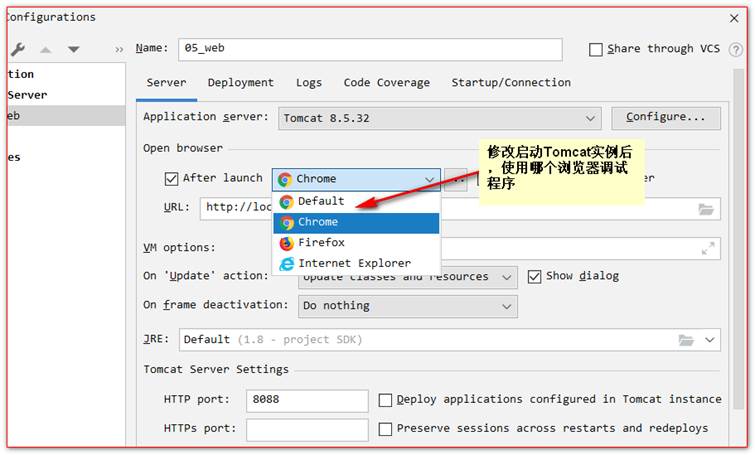 Configurations
Name: 05_web
Share through VCS
?
tion
Server
eb
es
Server Deployment Logs Code Coverage Startup/Connection
Application server: Tomcat 8.5.32 Configure...
Open browser
After launch Chrome
修改启动Tomcat实例后
，使用哪个浏览器调试
程序
URL: http://loc
Default
Chrome
Firefox
Internet Explorer
VM options:
On 'Update' action: Update classes and resources Show dialog
On frame deactivation: Do nothing
JRE: Default (1.8 - project SDK)
Tomcat Server Settings
HTTP port: 8088 Deploy applications configured in Tomcat instance
HTTPs port: Preserve sessions across restarts and redeploys